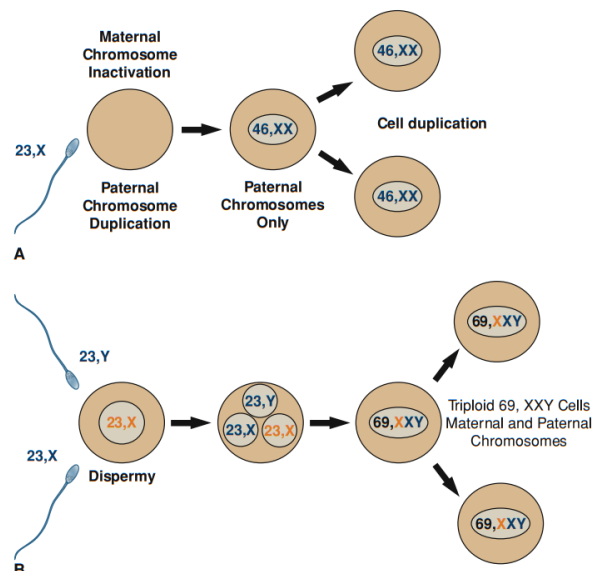 Maternal
Chromosome
Inactivation
23,X
Paternal
Chromosome
Duplication
46,XX
Paternal
Chromosomes
Only
46,XX
Cell duplication
46,XX
A
23,Y
23,X
23,X
Dispermy
23,Y
23,X
23,X
69,XXY
69,XXY
Triploid 69, XXY Cells
Maternal and Paternal
Chromosomes
69,XXY
B